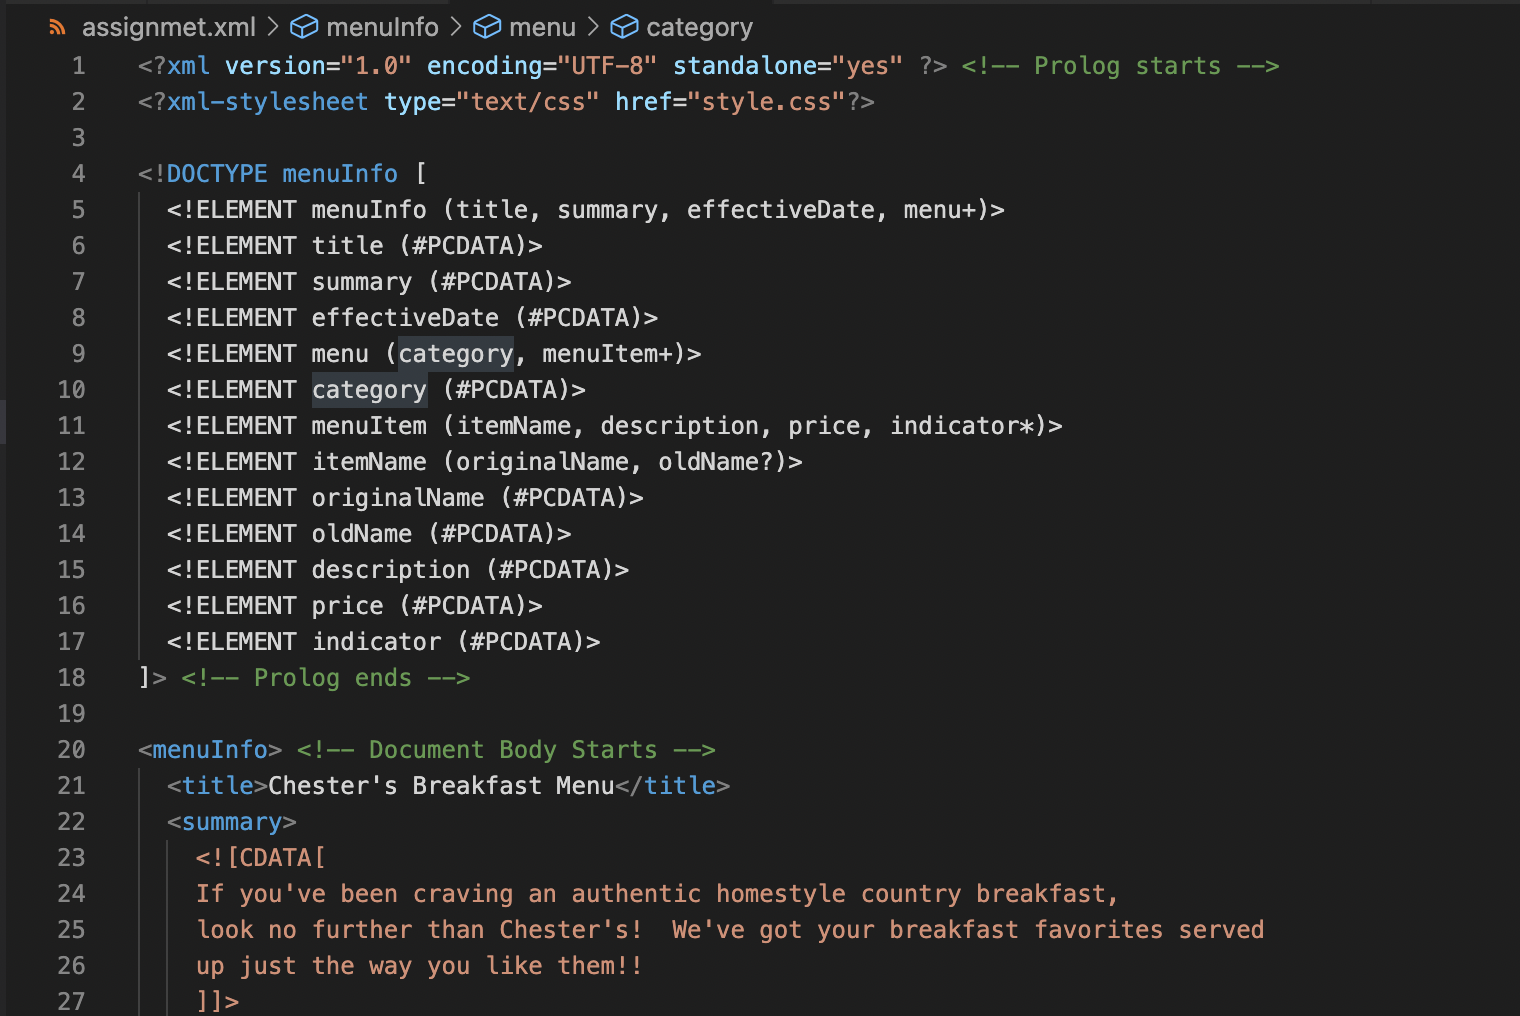 assignmet.xml > menuInfo > menu > category
1 <?xml version="1.0" encoding="UTF-8" standalone="yes" ?> <!-- Prolog starts -->
2 <?xml-stylesheet type="text/css" href="style.css"?>
3
4 <!DOCTYPE menuInfo [
5 <!ELEMENT menuInfo (title, summary, effectiveDate, menu+)>
6 <!ELEMENT title (#PCDATA)>
7 <!ELEMENT summary (#PCDATA)>
8 <!ELEMENT effectiveDate (#PCDATA)>
9 <!ELEMENT menu (category, menuItem+)>
10 <!ELEMENT category (#PCDATA)>
11 <!ELEMENT menuItem (itemName, description, price, indicator*)>
12 <!ELEMENT itemName (originalName, oldName?)>
13 <!ELEMENT originalName (#PCDATA)>
14 <!ELEMENT oldName (#PCDATA)>
15 <!ELEMENT description (#PCDATA)>
16 <!ELEMENT price (#PCDATA)>
17 <!ELEMENT indicator (#PCDATA)>
18 ]> <!-- Prolog ends -->
19
20 <menuInfo> <!-- Document Body Starts -->
21 <title>Chester's Breakfast Menu</title>
22 <summary>
23 <![CDATA[
24 If you've been craving an authentic homestyle country breakfast,
25 look no further than Chester's!  We've got your breakfast favorites served
26 up just the way you like them!!
27 ]]>